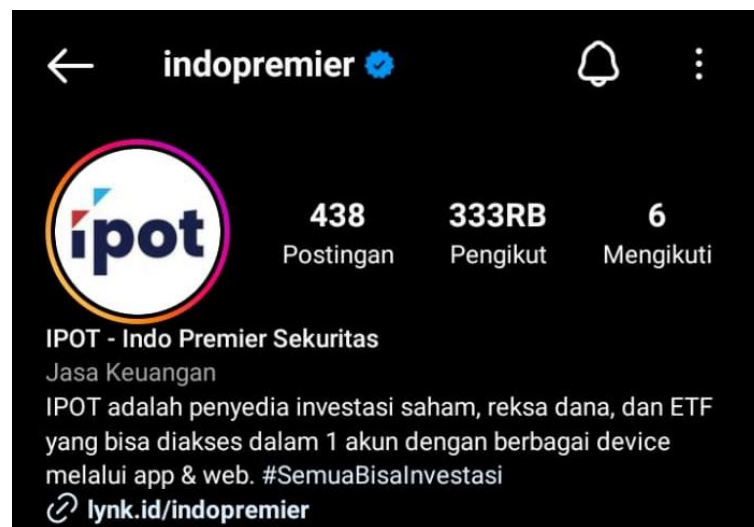 indopremier
ipot
438
333RB
6
Postingan
Pengikut
Mengikuti
IPOT - Indo Premier Sekuritas
Jasa Keuangan
IPOT adalah penyedia investasi saham, reksa dana, dan ETF
yang bisa diakses dalam 1 akun dengan berbagai device
melalui app & web. #SemuaBisaInvestasi
lynk.id/indopremier